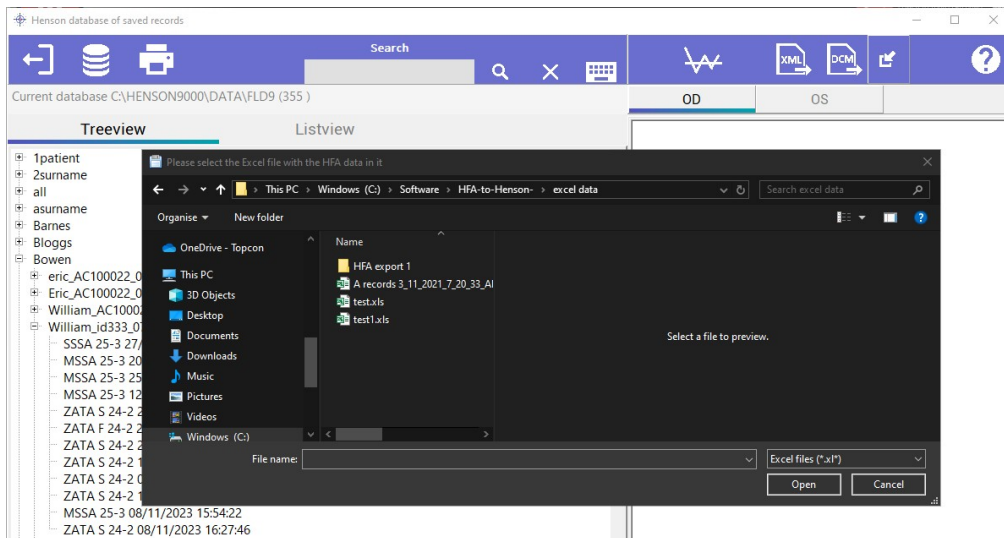 Henson database of saved records
Search
XML
DCM
Current database C:\HENSON9000\DATA\FLD9 (355 )
OD
OS
Treeview
Listview
1patient
2surname
all
asurname
Barnes
Bloggs
Bowen
eric_AC100022_0
Eric_AC100022_0
William_AC1000
William_id333_0
SSSA 25-3 27/
MSSA 25-3 20
MSSA 25-3 25
MSSA 25-3 12
ZATA S 24-2 2
ZATA F 24-2 2
ZATA S 24-2 2
ZATA S 24-2 1
ZATA S 24-2 0
ZATA S 24-2 1
MSSA 25-3 08/11/2023 15:54:22
ZATA S 24-2 08/11/2023 16:27:46
Please select the Excel file with the HFA data in it
This PC > Windows (C:) > Software > HFA-to-Henson- > excel data
Search excel data
Organise
New folder
OneDrive - Topcon
This PC
3D Objects
Desktop
Documents
Downloads
Music
Pictures
Videos
Windows (C:)
Name
HFA export 1
A records 3_11_2021_7_20_33_A
test.xls
test1.xls
Select a file to preview.
File name:
Excel files (*.xl*)
Open
Cancel